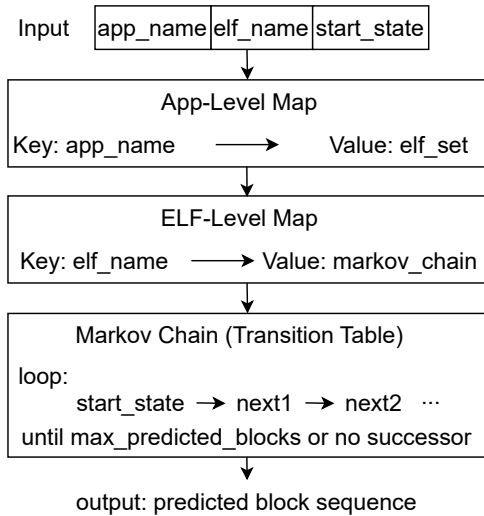 Input app_name elf_name start_state
App-Level Map
Key: app_name Value: elf_set
ELF-Level Map
Key: elf_name Value: markov_chain
Markov Chain (Transition Table)
loop:
start_state next1 next2 ...
until max_predicted_blocks or no successor
output: predicted block sequence